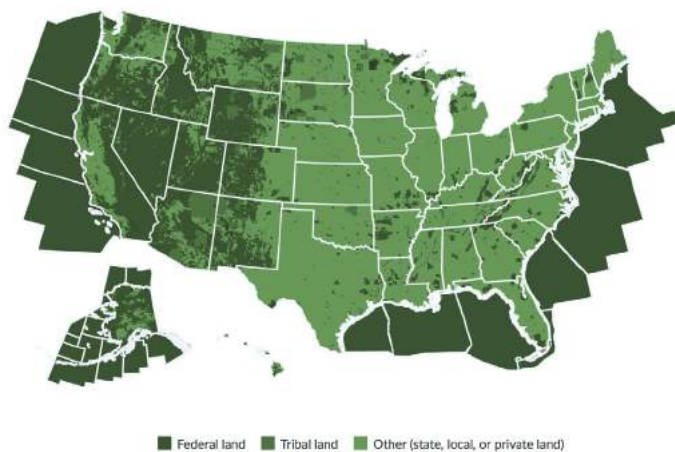 Federal land Tribal land Other (state, local, or private land)